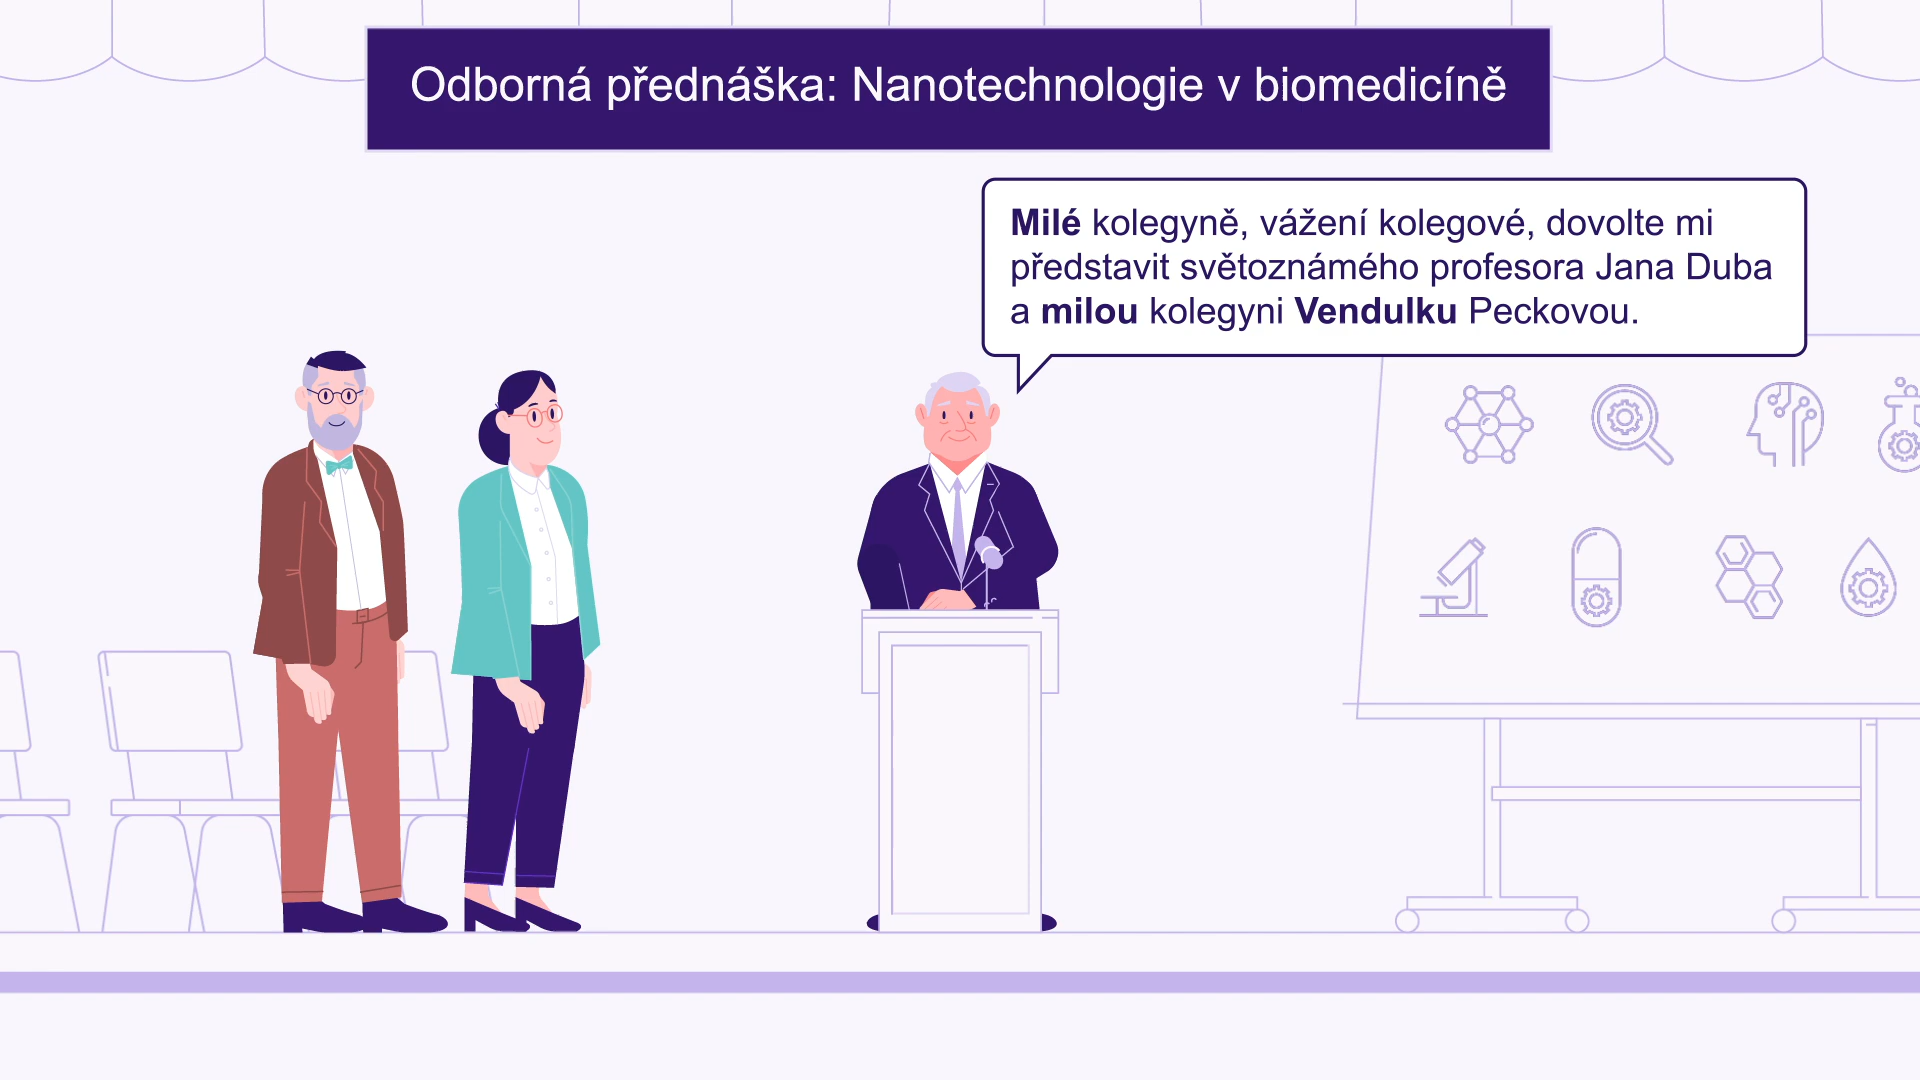 Odborná přednáška: Nanotechnologie v biomedicíně
Milé kolegyně, vážení kolegové, dovolte mi
představit světoznámého profesora Jana Duba
a milou kolegyni Vendulku Peckovou.